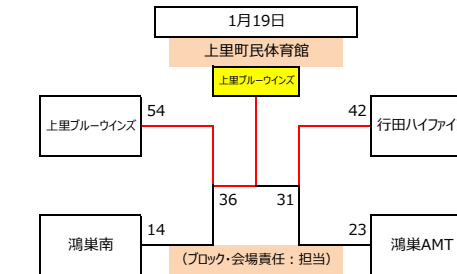 1月19日
上里町民体育館
上里ブルーウインズ
上里ブルーウインズ 54 42 行田ハイファイ
36 31
鴻巣南 14 23 鴻巣AMT
(ブロック・会場責任：担当)